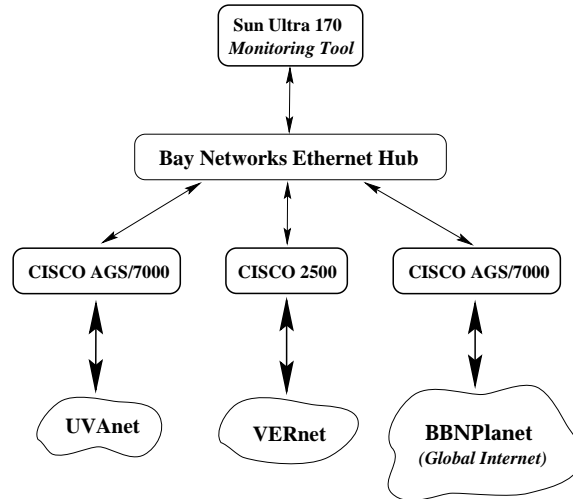 Sun Ultra 170
Monitoring Tool
Bay Networks Ethernet Hub
CISCO AGS/7000
CISCO 2500
CISCO AGS/7000
UVAnet
VERnet
BBNPlanet
(Global Internet)